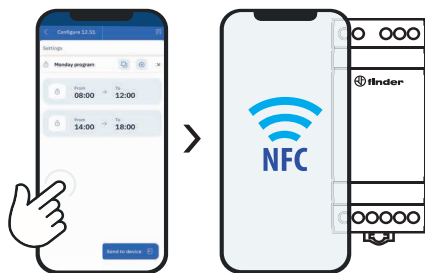 Configure 12.51
Settings
Monday program
From To
08:00 12:00
From To
14:00 18:00
Send to device
NFC
finder